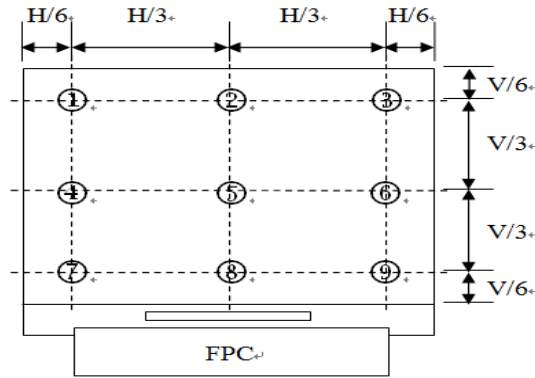 H/6 H/3 H/3 H/6
V/6
① ② ③
V/3
④ ⑤ ⑥
V/3
⑦ ⑧ ⑨
V/6
FPC